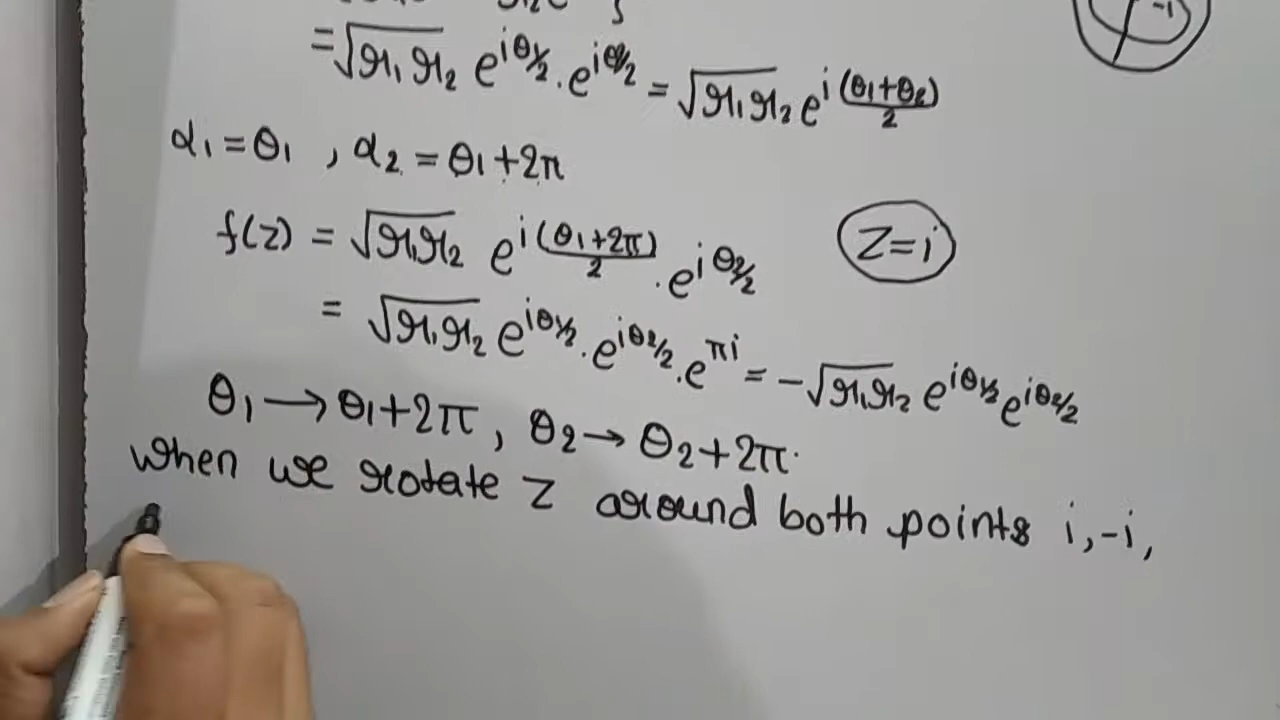 -1
=√r₁r₂ e^{iθ₁/2} . e^{iθ₂/2} = √r₁r₂ e^{i(θ₁+θ₂)/2}
α₁ = θ₁ , α₂ = θ₁+2π
f(z) = √r₁r₂ e^{i(θ₁+2π)/2} . e^{iθ₂/2}
z=i
= √r₁r₂ e^{iθ₁/2} . e^{iθ₂/2} . e^{πi} = -√r₁r₂ e^{iθ₁/2} e^{iθ₂/2}
θ₁ → θ₁+2π , θ₂ → θ₂+2π.
when we rotate z around both points i,-i,